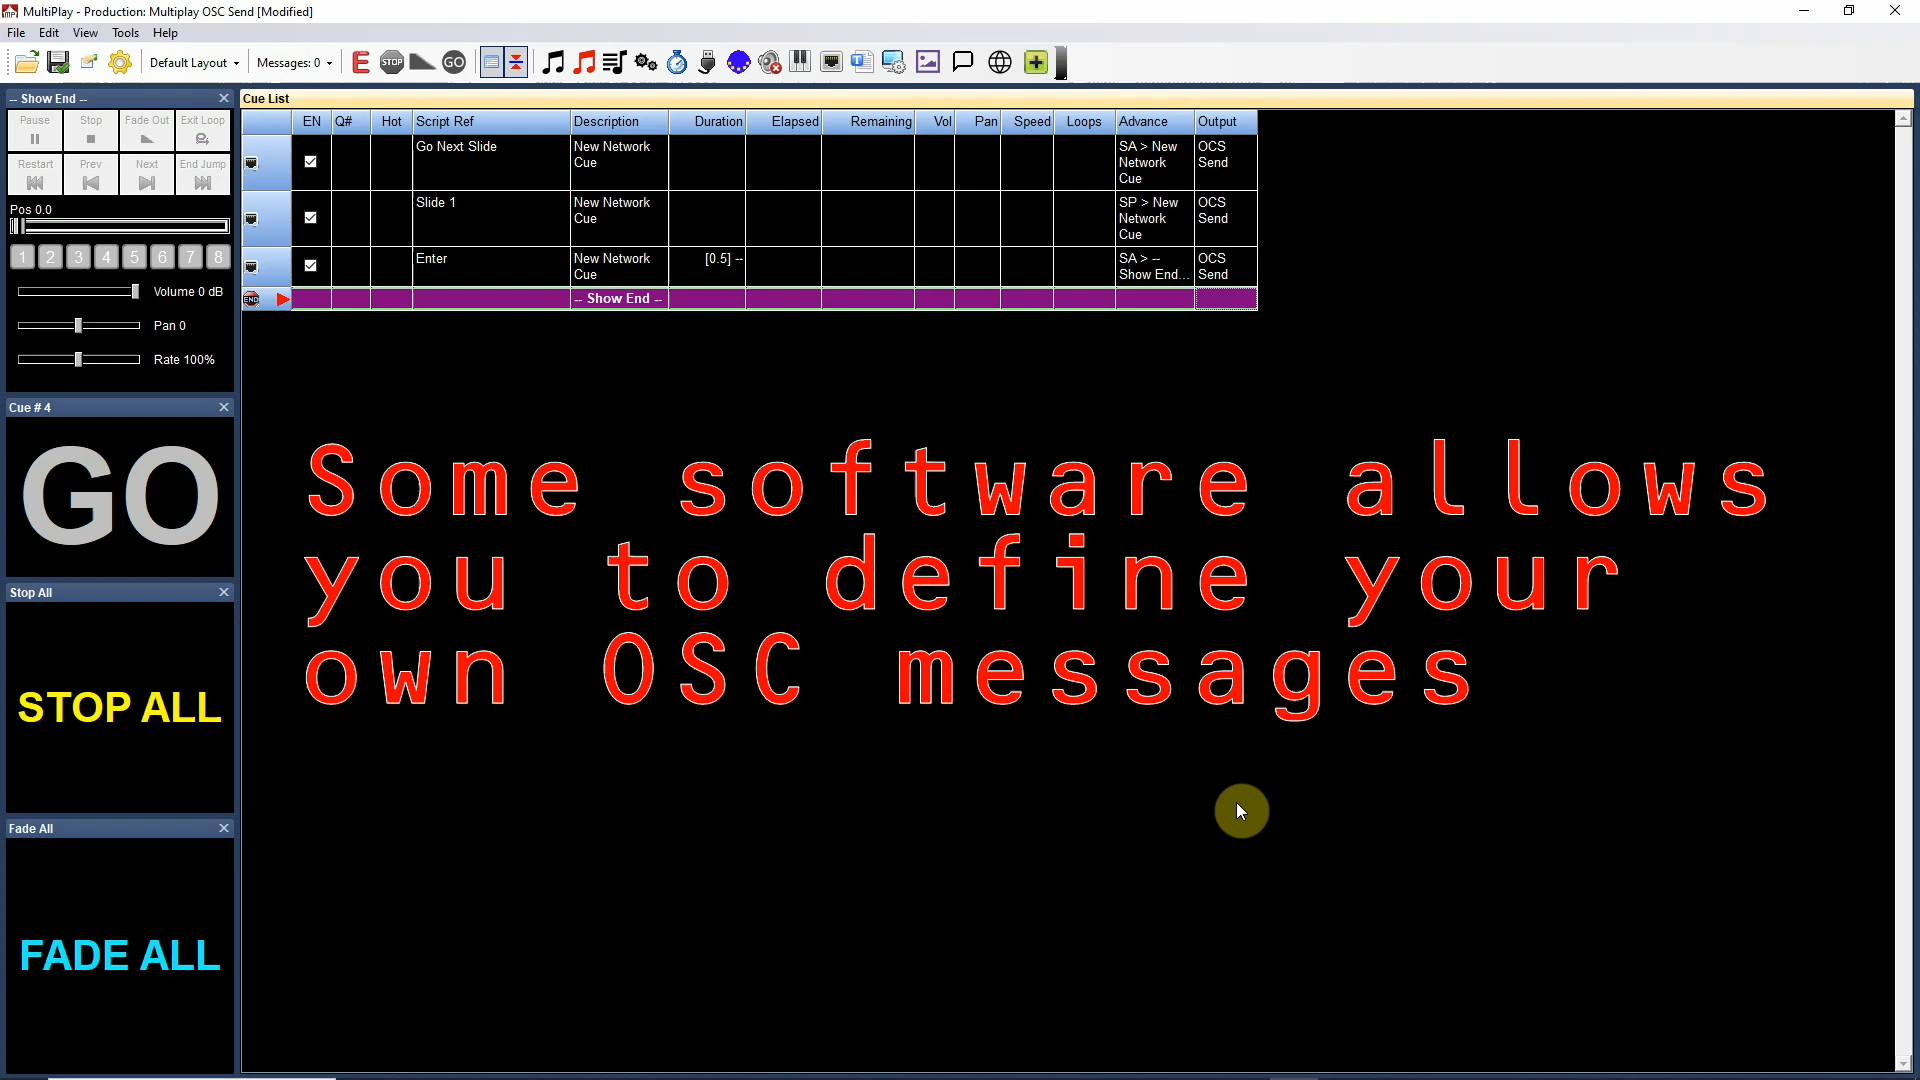 MultiPlay - Production: Multiplay OSC Send [Modified]
File Edit View Tools Help
Default Layout Messages: 0 E STOP GO
-- Show End --
Pause Stop Fade Out Exit Loop
Restart Prev Next End Jump
Pos 0.0
1 2 3 4 5 6 7 8
Volume 0 dB
Pan 0
Rate 100%
Cue # 4
GO
Stop All
STOP ALL
Fade All
FADE ALL
Cue List
EN Q# Hot Script Ref Description Duration Elapsed Remaining Vol Pan Speed Loops Advance Output
Go Next Slide New Network SA > New OCS
Cue Network Send
Cue
Slide 1 New Network SP > New OCS
Cue Network Send
Cue
Enter New Network [0.5] -- SA > -- OCS
Cue Show End... Send
END -- Show End --
Some software allows
you to define your
own OSC messages